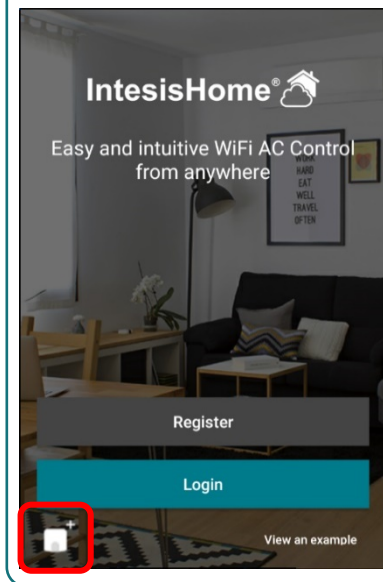 IntesisHome®
Easy and intuitive WiFi AC Control
from anywhere
WORK
HARD
EAT
WELL
TRAVEL
OFTEN
Register
Login
View an example